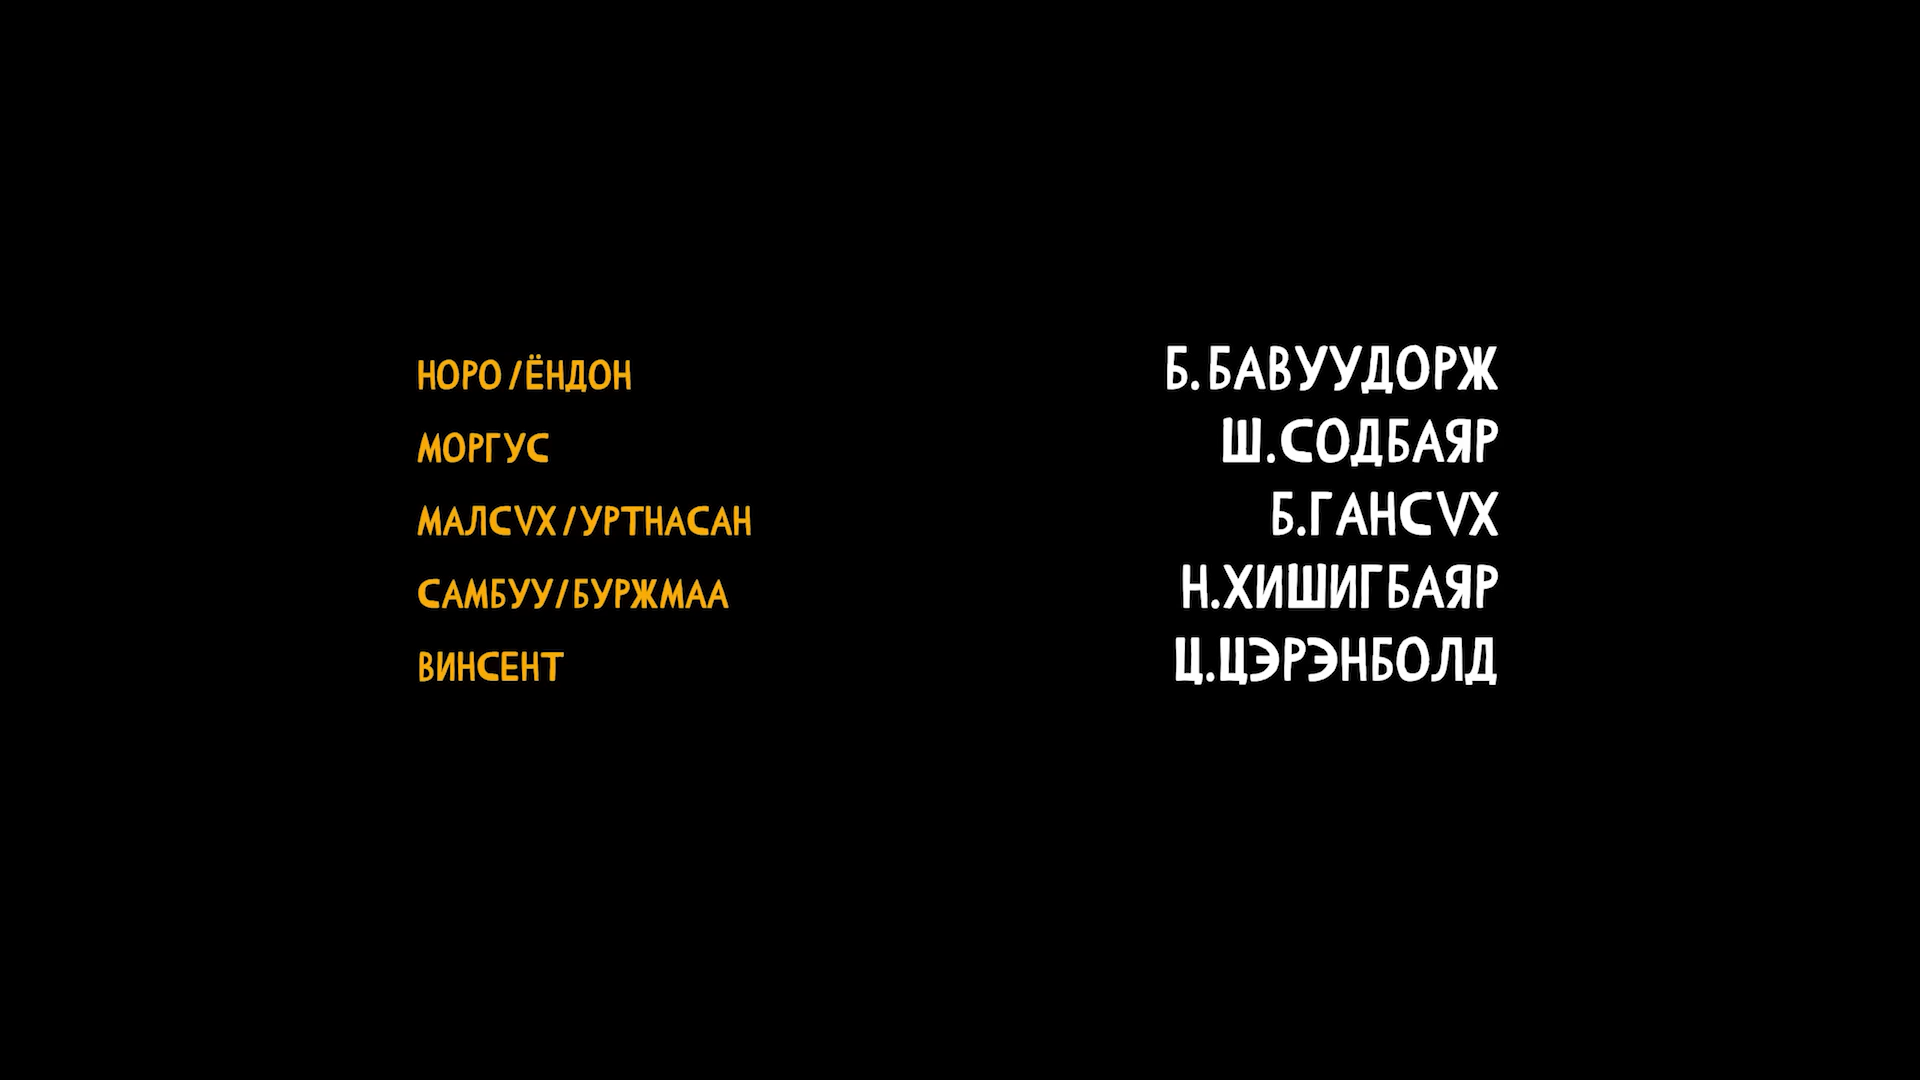 НОРО / ЁНДОН Б. БАВУУДОРЖ
МОРГУС Ш.СОДБАЯР
МАЛСҮХ / УРТНАСАН Б.ГАНСҮХ
САМБУУ/БУРЖМАА Н.ХИШИГБАЯР
ВИНСЕНТ Ц.ЦЭРЭНБОЛД